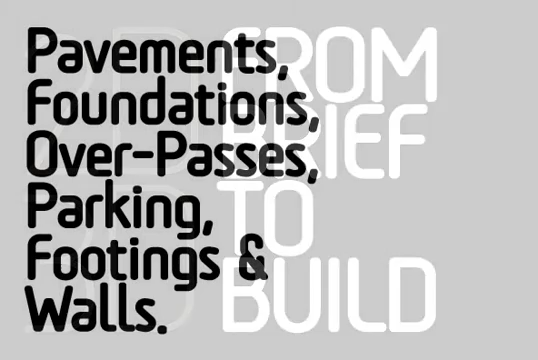 Pavements,
Foundations,
Over-Passes,
Parking,
Footings &
Walls.
FROM
BRIEF
TO
BUILD